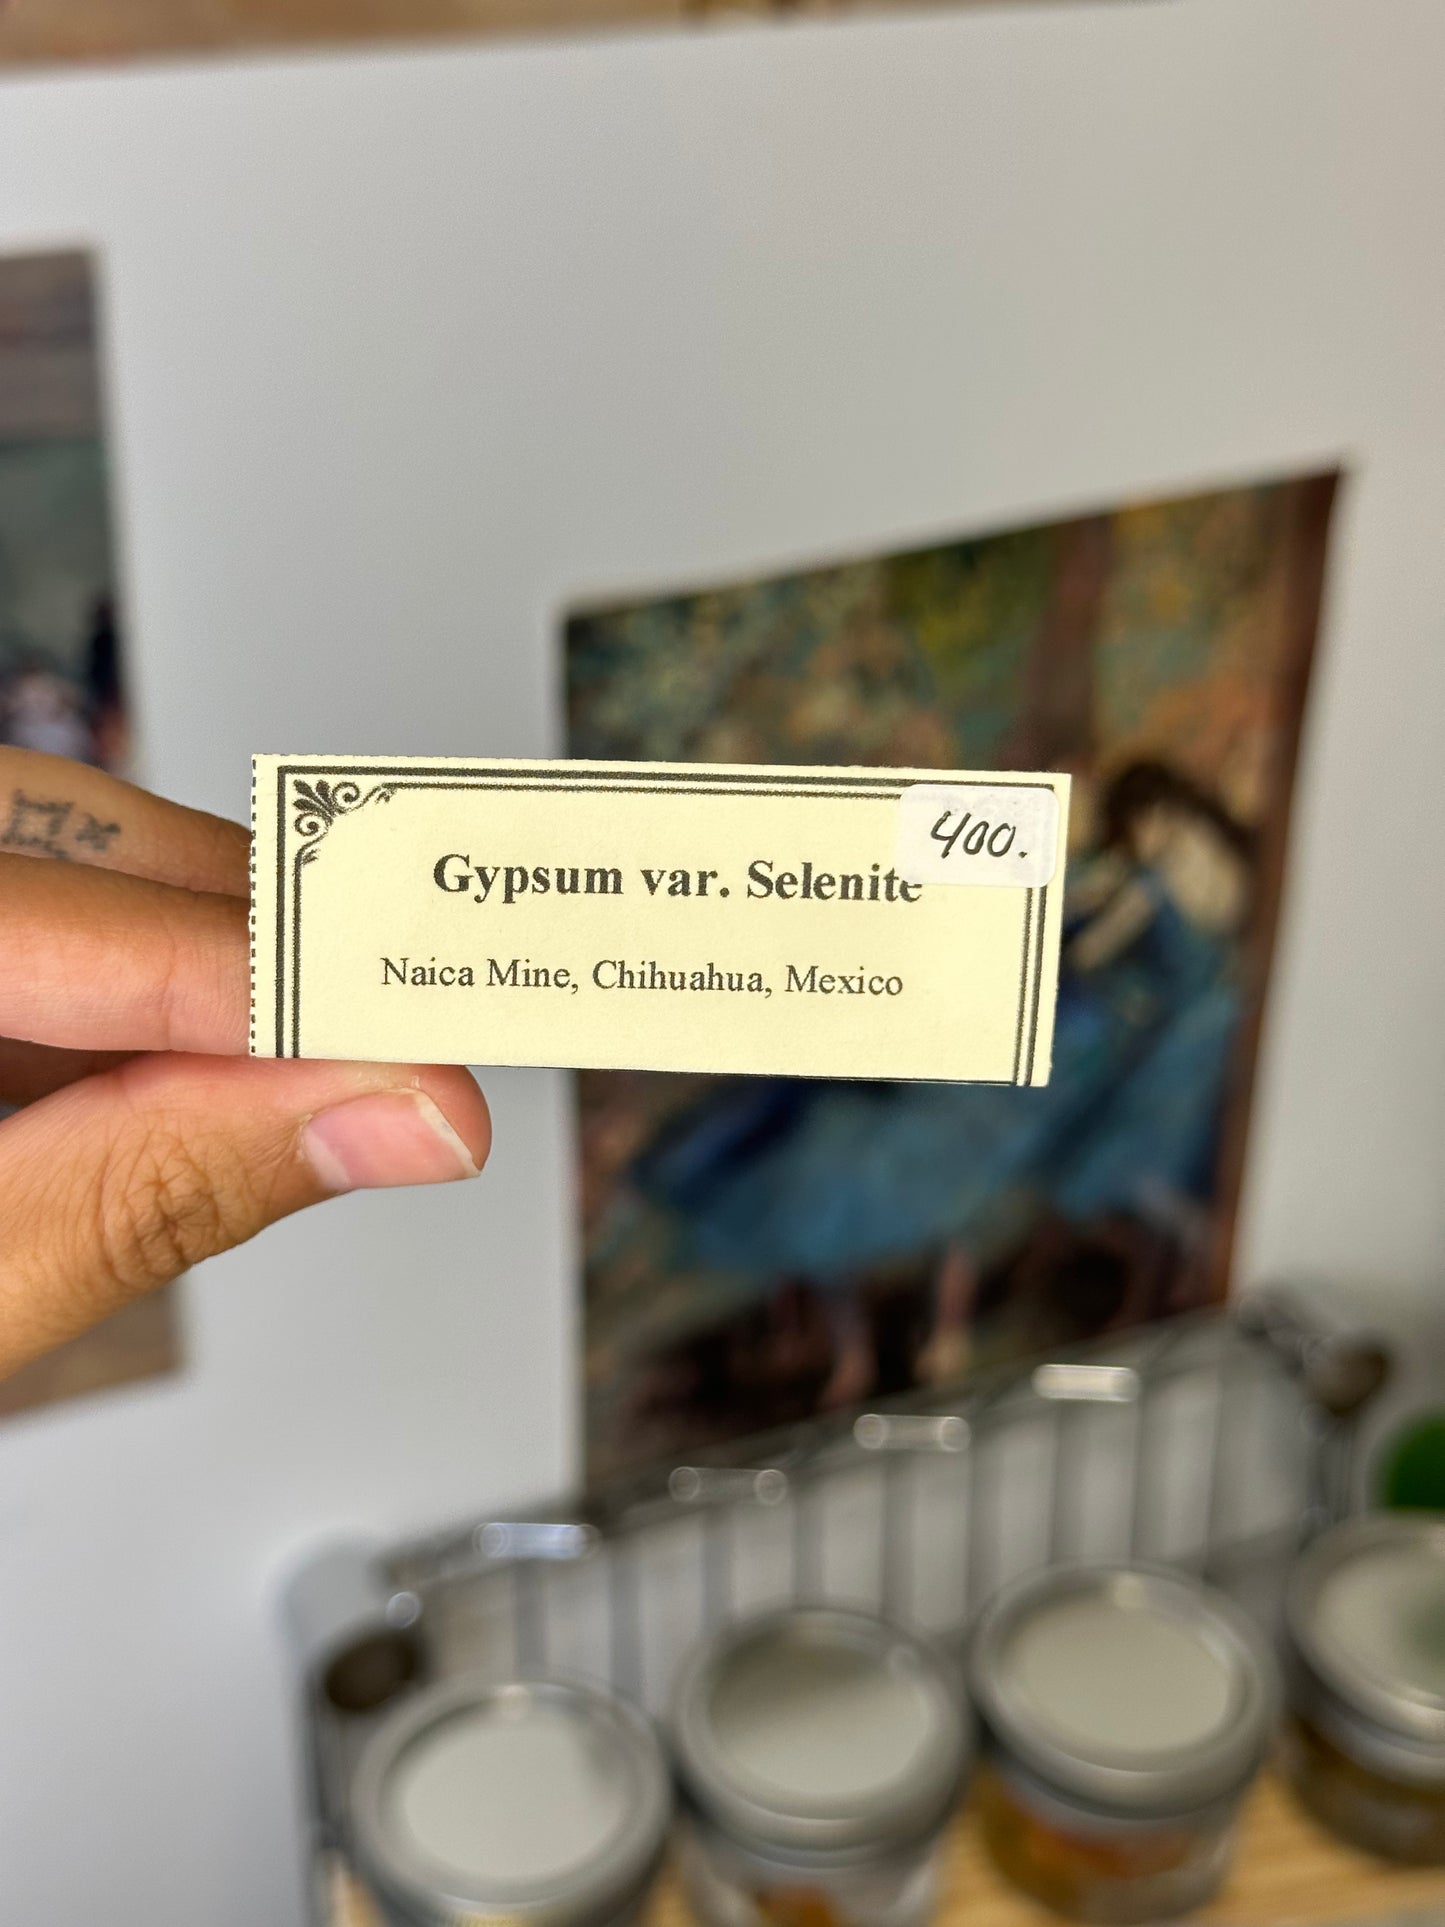 400.
Gypsum var. Selenite
Naica Mine, Chihuahua, Mexico